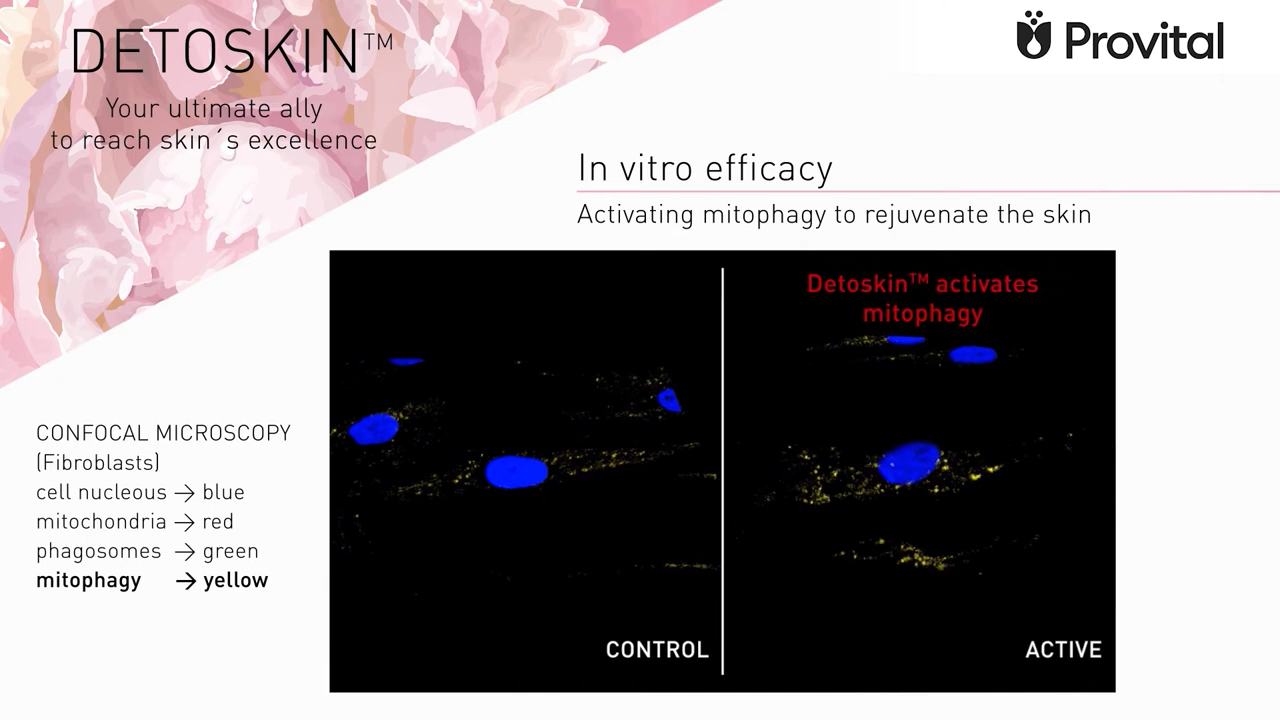 DETOSKIN™
Your ultimate ally
to reach skin´s excellence
Provital
In vitro efficacy
Activating mitophagy to rejuvenate the skin
Detoskin™ activates
mitophagy
CONFOCAL MICROSCOPY
(Fibroblasts)
cell nucleous → blue
mitochondria → red
phagosomes → green
mitophagy → yellow
CONTROL
ACTIVE